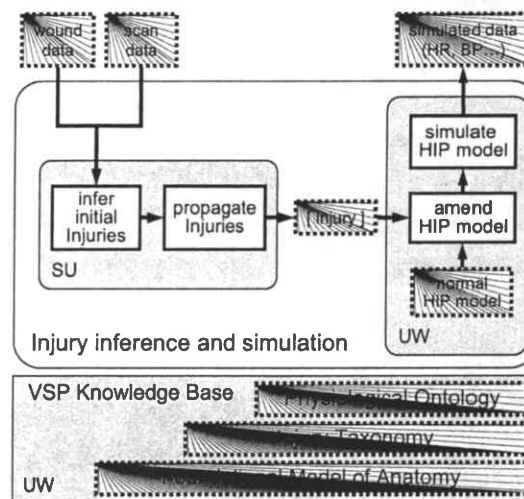 wound
data
scan
data
simulated data
(HR, BP...)
simulate
HIP model
infer
initial
Injuries
propagate
Injuries
[ Injury ]
amend
HIP model
SU
normal
HIP model
Injury inference and simulation
UW
VSP Knowledge Base
Physiological Ontology
Taxonomy
Model of Anatomy
UW